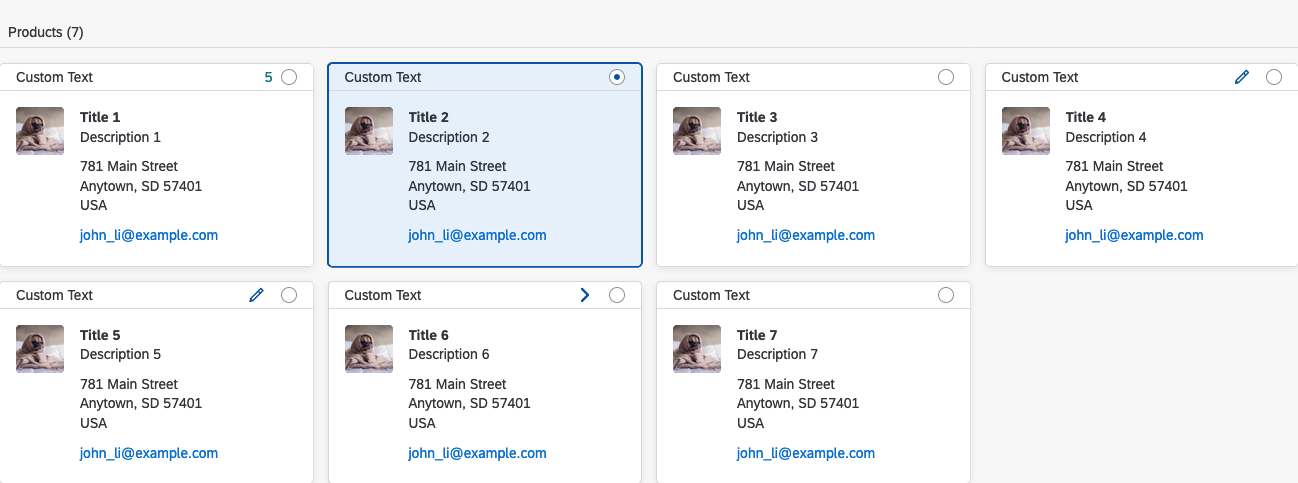 Products (7)
Custom Text 5
Title 1
Description 1
781 Main Street
Anytown, SD 57401
USA
john_li@example.com
Custom Text
Title 2
Description 2
781 Main Street
Anytown, SD 57401
USA
john_li@example.com
Custom Text
Title 3
Description 3
781 Main Street
Anytown, SD 57401
USA
john_li@example.com
Custom Text
Title 4
Description 4
781 Main Street
Anytown, SD 57401
USA
john_li@example.com
Custom Text
Title 5
Description 5
781 Main Street
Anytown, SD 57401
USA
john_li@example.com
Custom Text
Title 6
Description 6
781 Main Street
Anytown, SD 57401
USA
john_li@example.com
Custom Text
Title 7
Description 7
781 Main Street
Anytown, SD 57401
USA
john_li@example.com